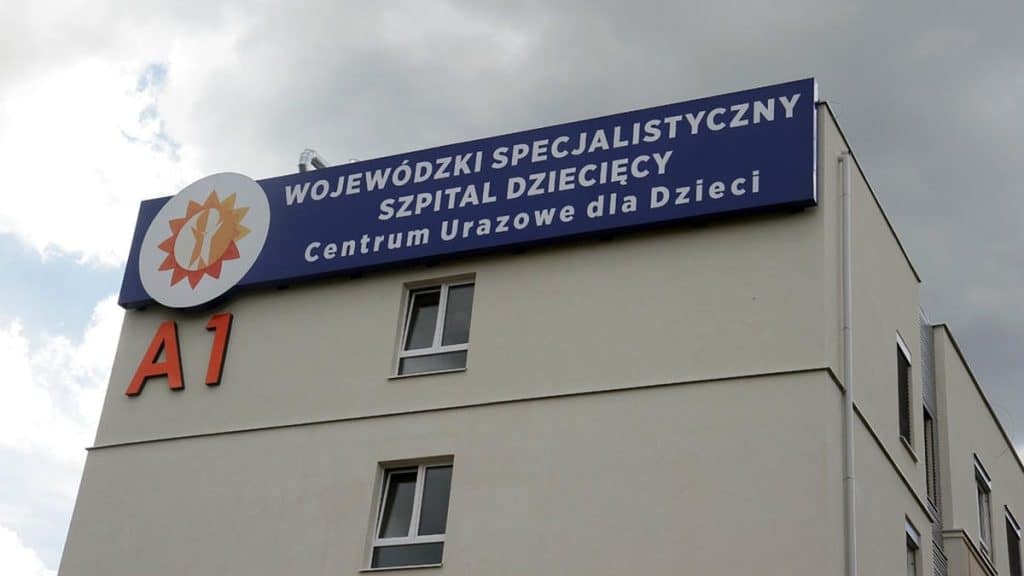 WOJEWÓDZKI SPECJALISTYCZNY
SZPITAL DZIECIĘCY
Centrum Urazowe dla Dzieci
A1